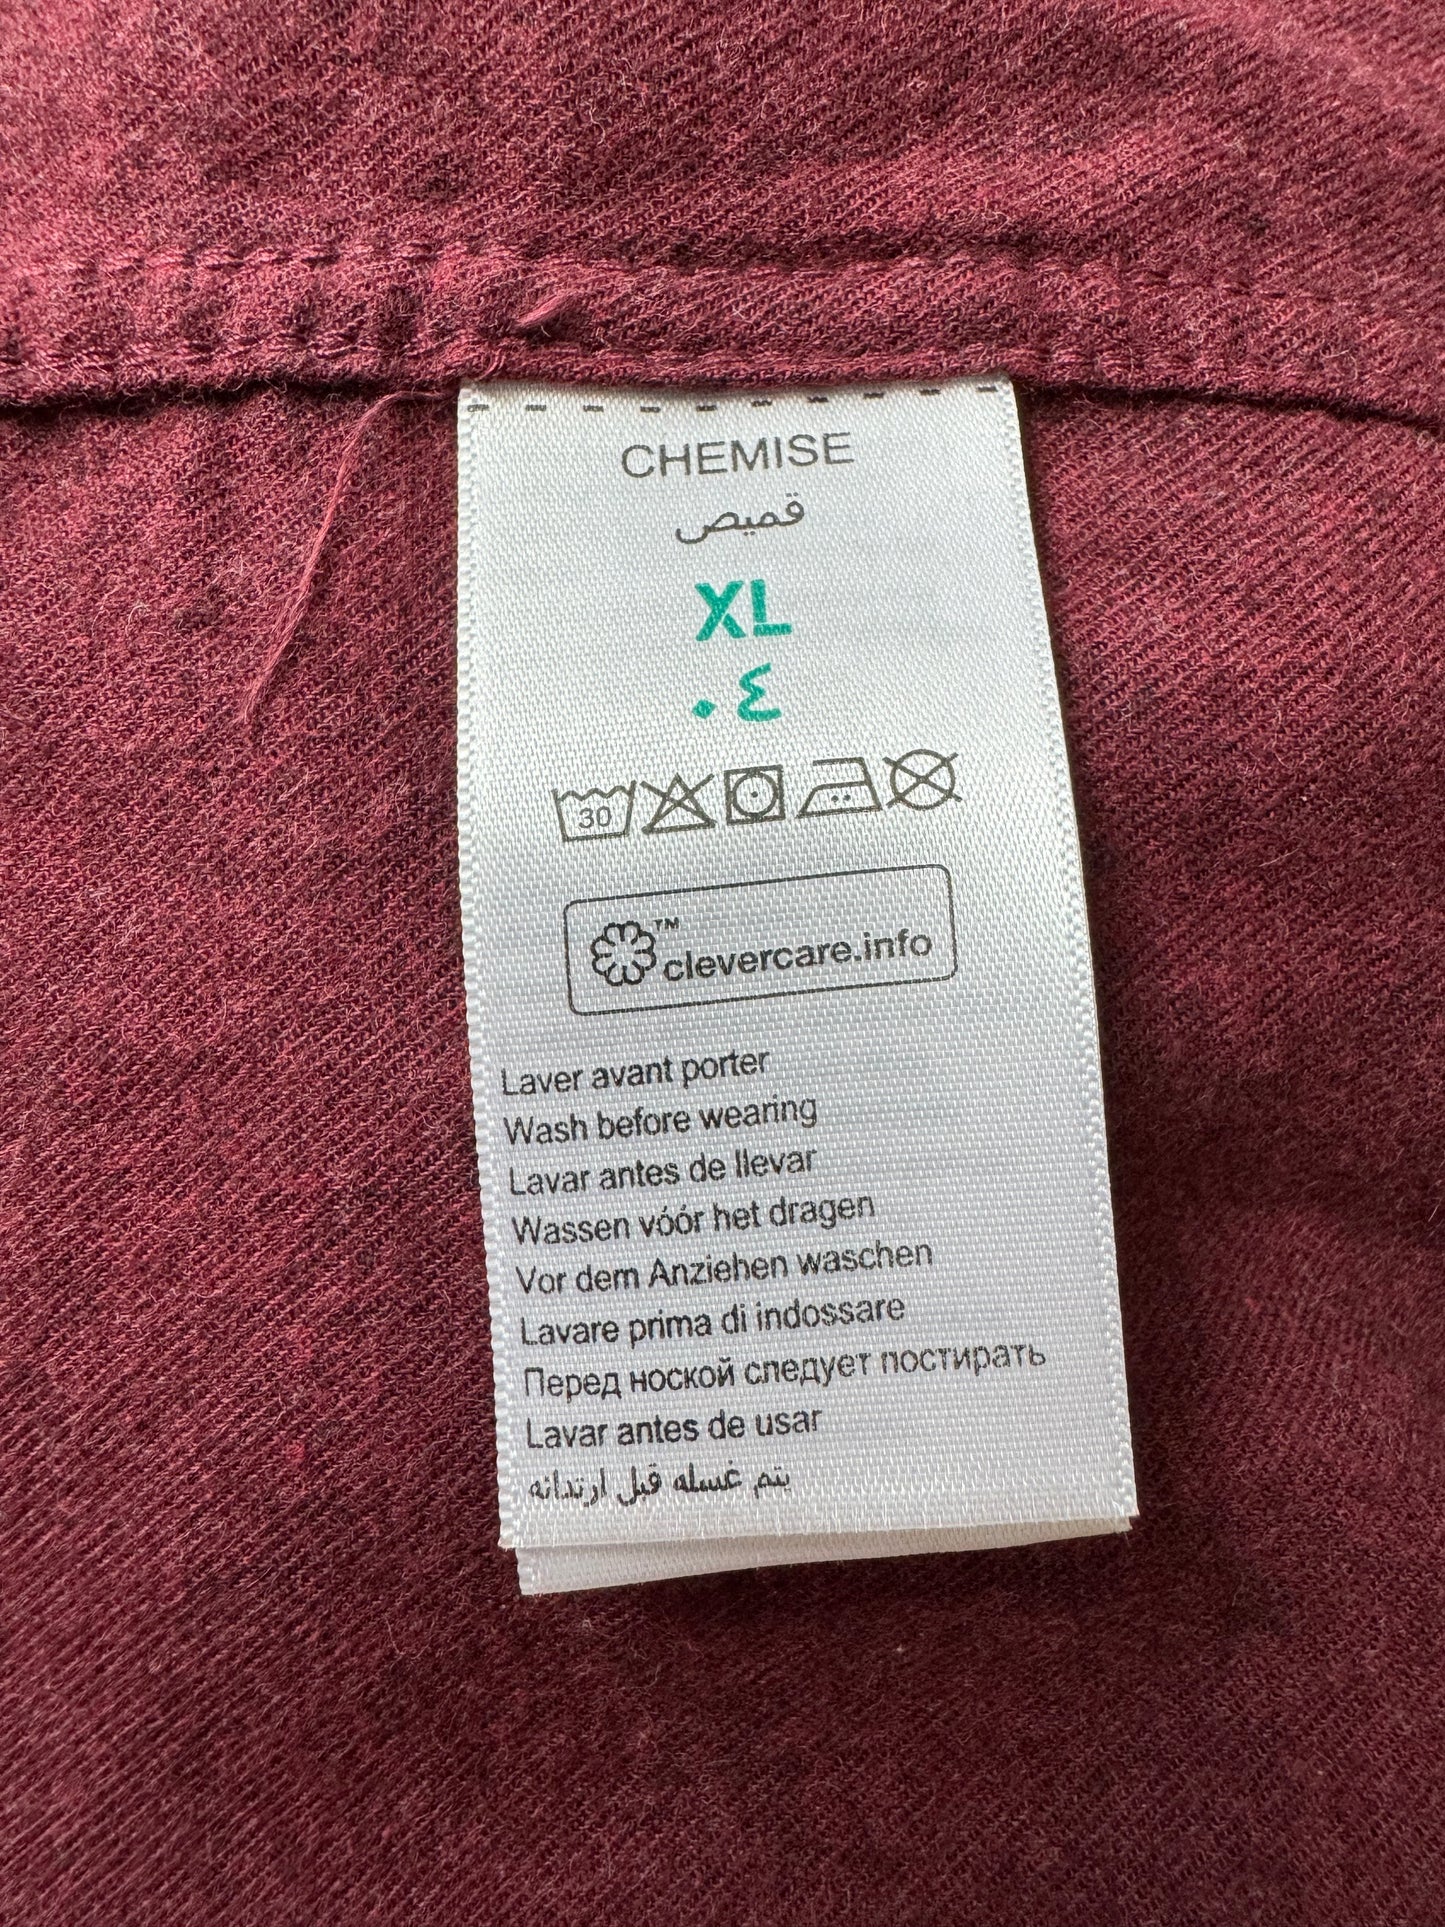 CHEMISE
قميص
XL
٠٤
30
™
clevercare.info
Laver avant porter
Wash before wearing
Lavar antes de llevar
Wassen vóór het dragen
Vor dem Anziehen waschen
Lavare prima di indossare
Перед ноской следует постирать
Lavar antes de usar
يتم غسله قبل ارتدائه